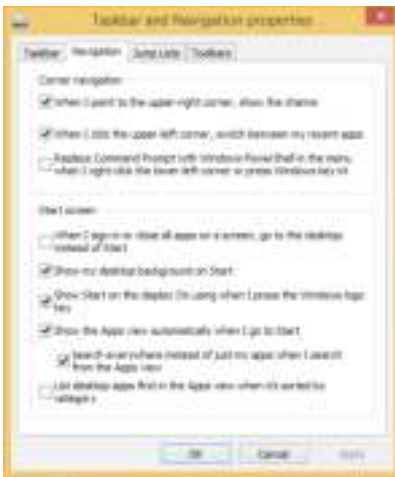 Taskbar and Navigation properties
Taskbar Navigation Jump Lists Toolbars
Corner navigation
When I point to the upper-right corner, show the charms
When I click the upper-left corner, switch between my recent apps
Replace Command Prompt with Windows PowerShell in the menu
when I right-click the lower-left corner or press Windows key+X
Start screen
When I sign in or close all apps on a screen, go to the desktop
instead of Start
Show my desktop background on Start
Show Start on the display I'm using when I press the Windows logo
key
Show the Apps view automatically when I go to Start
Search everywhere instead of just my apps when I search
from the Apps view
List desktop apps first in the Apps view when it's sorted by
category
OK Cancel Apply